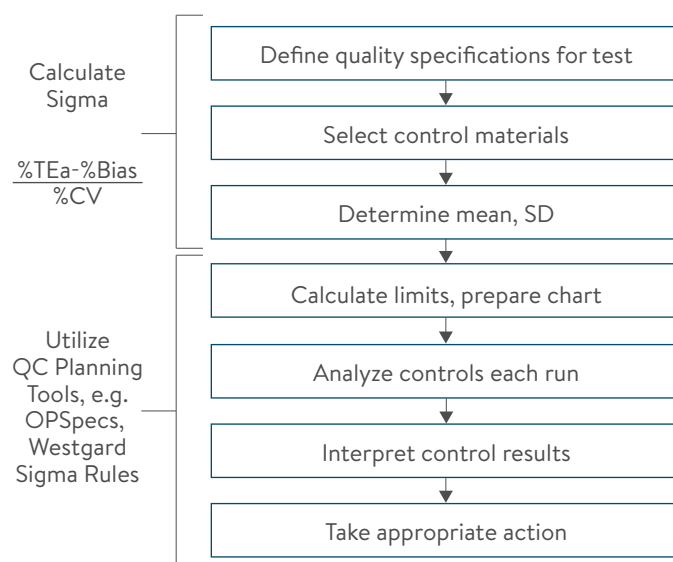 Calculate
Sigma
%TEa-%Bias
%CV
Define quality specifications for test
Select control materials
Determine mean, SD
Utilize
QC Planning
Tools, e.g.
OPSpecs,
Westgard
Sigma Rules
Calculate limits, prepare chart
Analyze controls each run
Interpret control results
Take appropriate action